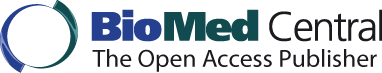 BioMed Central
The Open Access Publisher